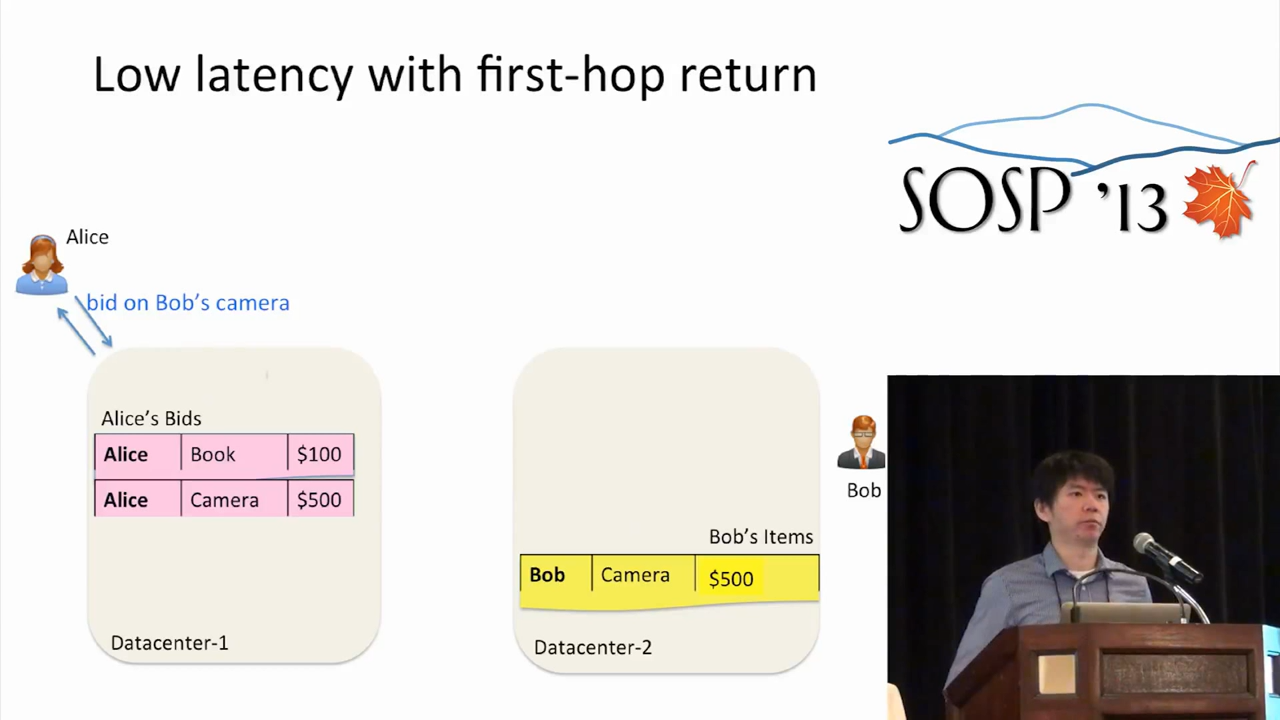 Low latency with first-hop return
SOSP '13
Alice
bid on Bob's camera
Alice's Bids
Alice Book $100
Alice Camera $500
Datacenter-1
Bob
Bob's Items
Bob Camera $500
Datacenter-2